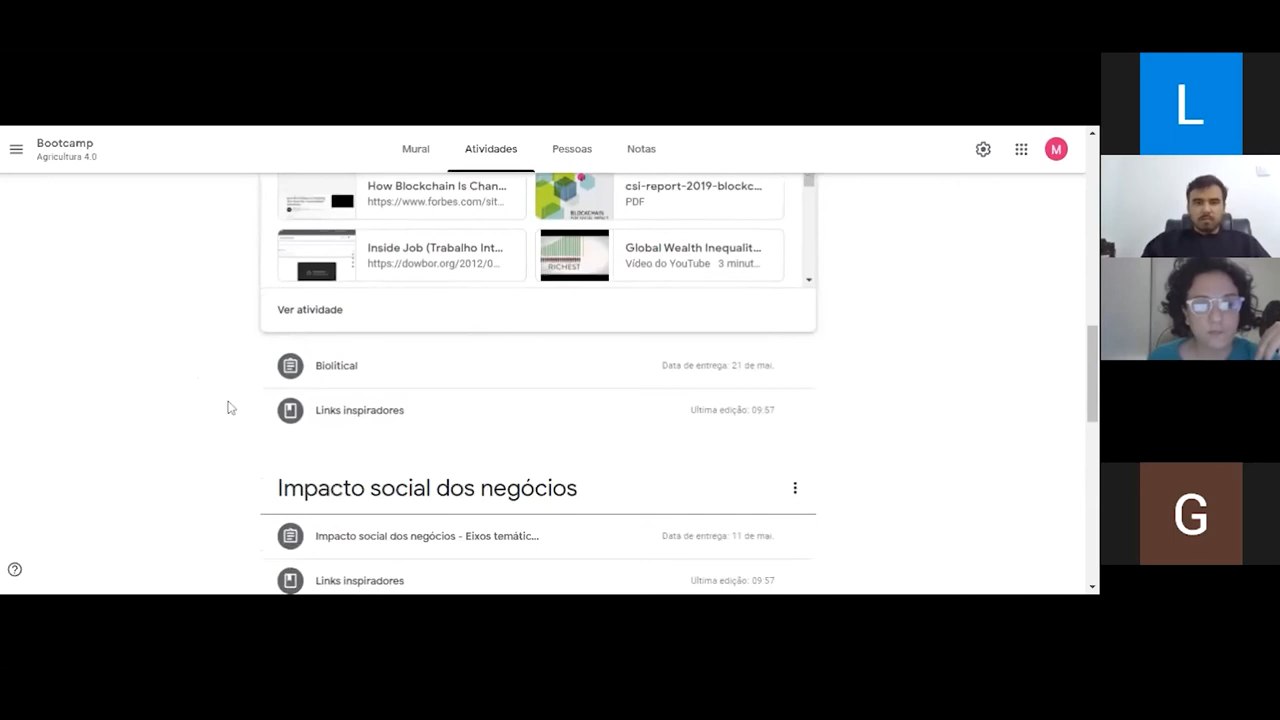 L
Bootcamp
Agricultura 4.0
Mural
Atividades
Pessoas
Notas
M
How Blockchain Is Chan...
https://www.forbes.com/sit...
csi-report-2019-blockc...
PDF
BLOCKCHAIN
Inside Job (Trabalho Int...
https://dowbor.org/2012/0...
RICHEST
Global Wealth Inequalit...
Vídeo do YouTube 3 minut...
Ver atividade
Biolitical
Data de entrega: 21 de mai.
Links inspiradores
Última edição: 09:57
Impacto social dos negócios
Impacto social dos negócios - Eixos temátic...
Data de entrega: 11 de mai.
Links inspiradores
Última edição: 09:57
G